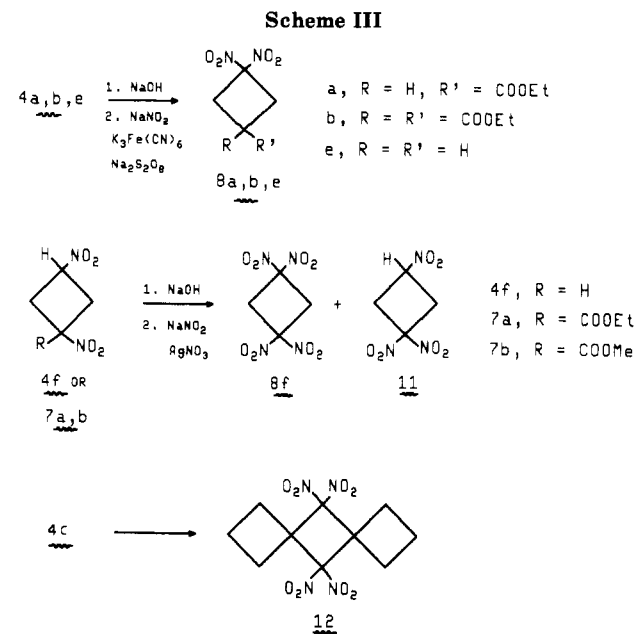 Scheme III
O₂N NO₂
4a,b,e
1. NaOH
2. NaNO₂
K₃Fe(CN)₆
Na₂S₂O₈
R R'
8a,b,e
a, R = H, R' = COOEt
b, R = R' = COOEt
e, R = R' = H
H NO₂
R NO₂
4f OR
7a,b
1. NaOH
2. NaNO₂
AgNO₃
O₂N NO₂
O₂N NO₂
8f
+
H NO₂
O₂N NO₂
11
4f, R = H
7a, R = COOEt
7b, R = COOMe
4c
O₂N NO₂
O₂N NO₂
12